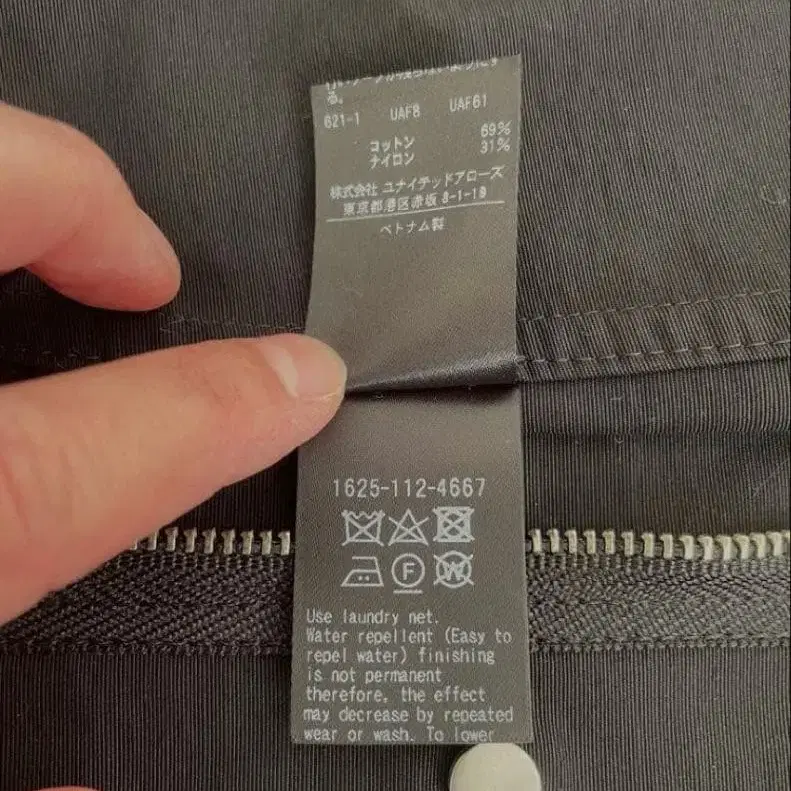 る。
621-1 UAF8 UAF61
コットン 69%
ナイロン 31%
株式会社 ユナイテッドアローズ
東京都港区赤坂 8-1-19
ベトナム製
1625-112-4667
F W
Use laundry net.
Water repellent (Easy to
repel water) finishing
is not permanent
therefore, the effect
may decrease by repeated
wear or wash. To lower